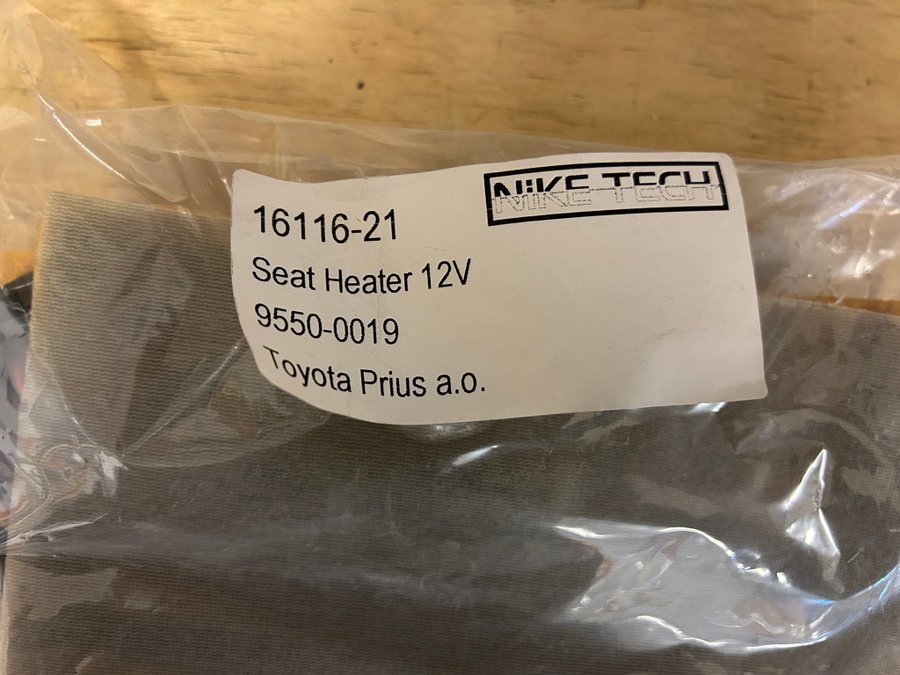 NiKE TECH
16116-21
Seat Heater 12V
9550-0019
Toyota Prius a.o.